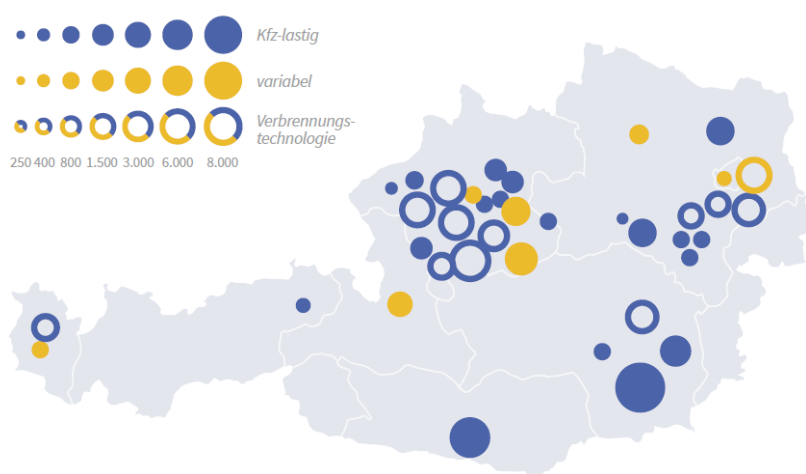 Kfz-lastig
variabel
Verbrennungs-
technologie
250 400 800 1.500 3.000 6.000 8.000